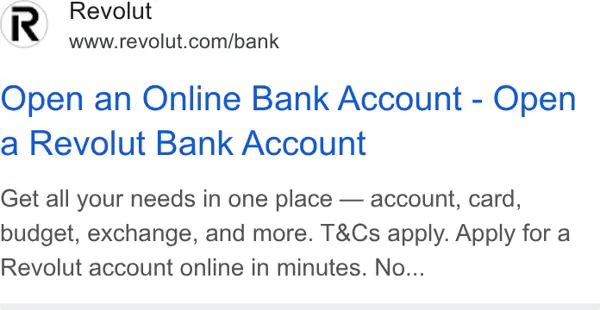 Revolut
www.revolut.com/bank
Open an Online Bank Account - Open
a Revolut Bank Account
Get all your needs in one place — account, card,
budget, exchange, and more. T&Cs apply. Apply for a
Revolut account online in minutes. No...